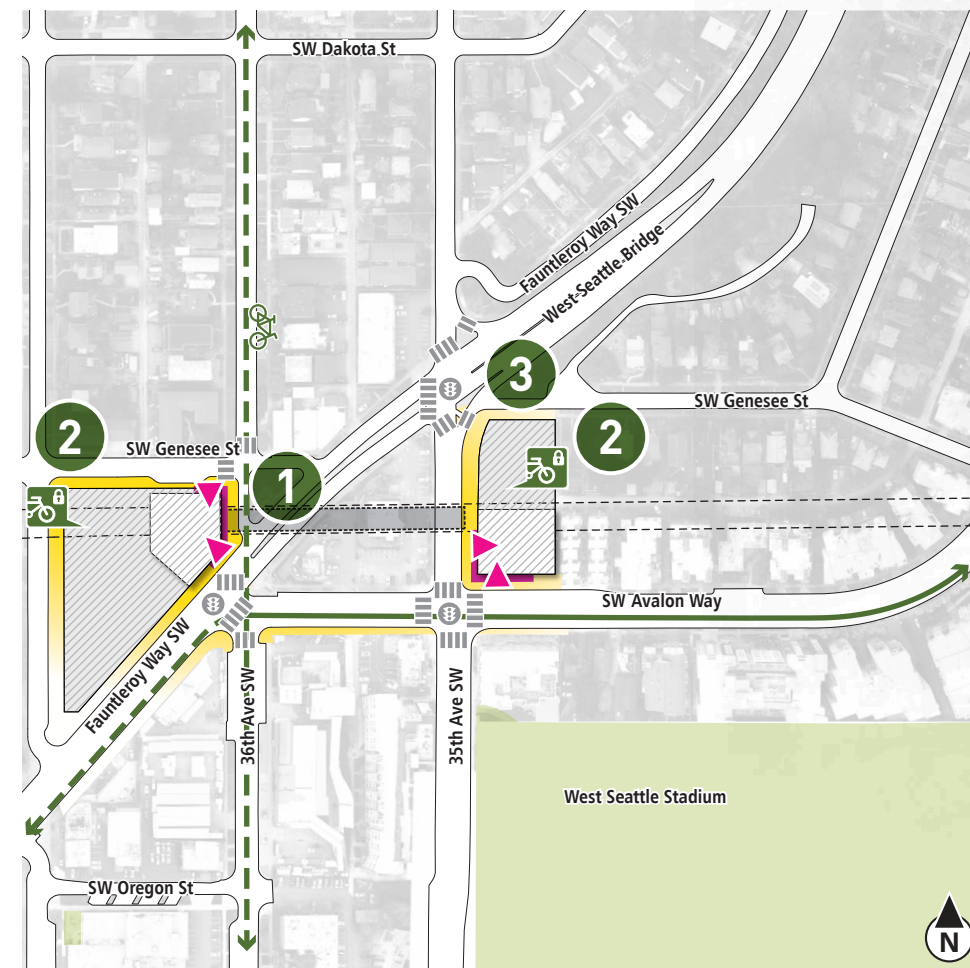 SW Dakota St
Fauntleroy Way SW
West-Seattle-Bridge
3
SW Genesee St
2
2
SW Genesee St
1
SW Avalon Way
Fauntleroy Way SW
36th Ave SW
35th Ave SW
West Seattle Stadium
SW Oregon St
N